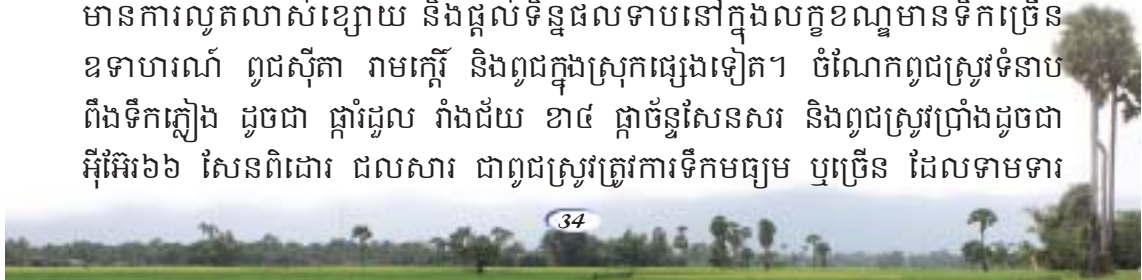 មានការលូតលាស់ខ្សោយ និងផ្តល់ទិន្នផលទាបនៅក្នុងលក្ខខណ្ឌមានទឹកច្រើន
ឧទាហរណ៍ ពូជស៊ីតា រាមកេរ្តិ៍ និងពូជក្នុងស្រុកផ្សេងទៀត។ ចំណែកពូជស្រូវទំនាប
ពឹងទឹកភ្លៀង ដូចជា ផ្ការំដួល រាំងជ័យ ខា៤ ផ្កាច័ន្ទសែនសរ និងពូជស្រូវប្រាំងដូចជា
អ៊ីអ៊ែរ៦៦ សែនពិដោរ ជលសារ ជាពូជស្រូវត្រូវការទឹកមធ្យម ឬច្រើន ដែលទាមទារ
34